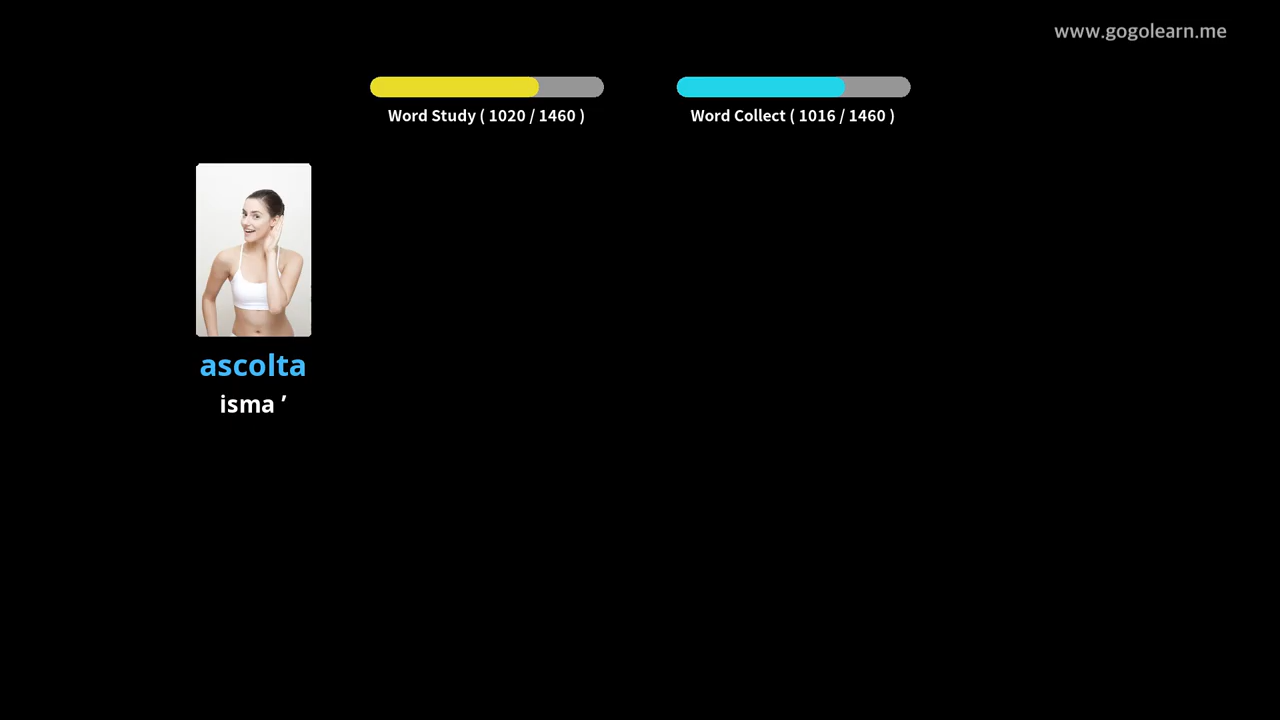 www.gogolearn.me
Word Study ( 1020 / 1460 )
Word Collect ( 1016 / 1460 )
ascolta
isma ’